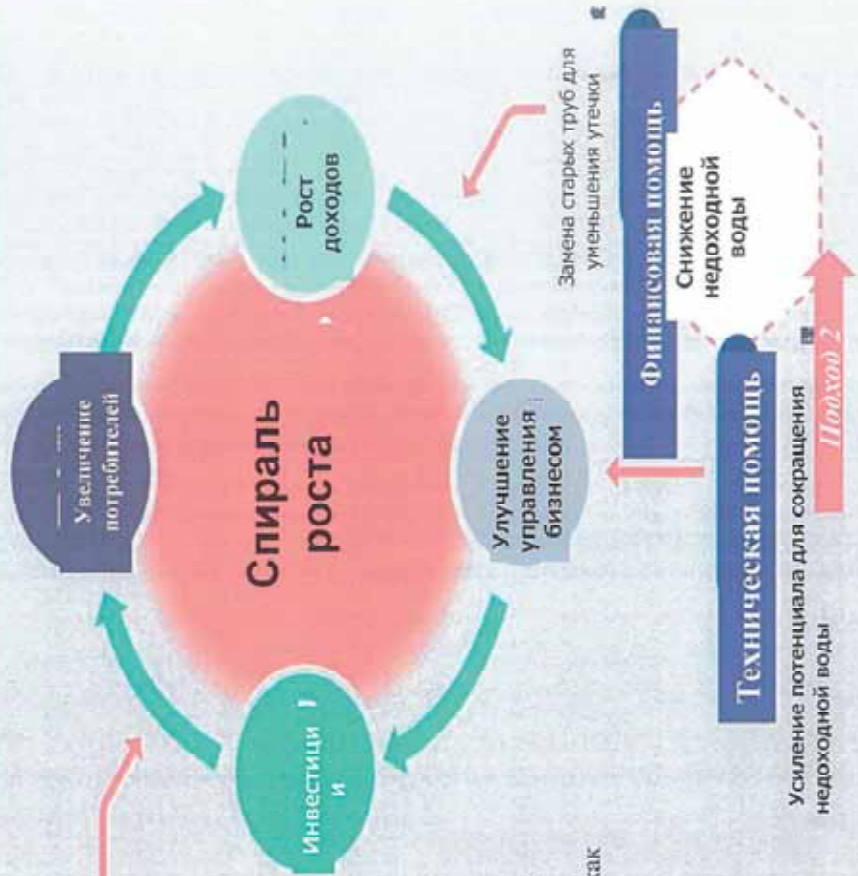 Увеличение
потребителей
Рост
доходов
Спираль
роста
Инвестици
и
Улучшение
управления
бизнесом
Замена старых труб для
уменьшения утечки
Финансовая помощь
Снижение
недоходной
воды
Техническая помощь
Подход 2
Усиление потенциала для сокращения
недоходной воды
как